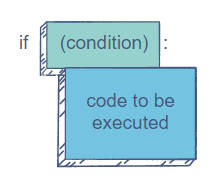 if (condition) :
code to be
executed